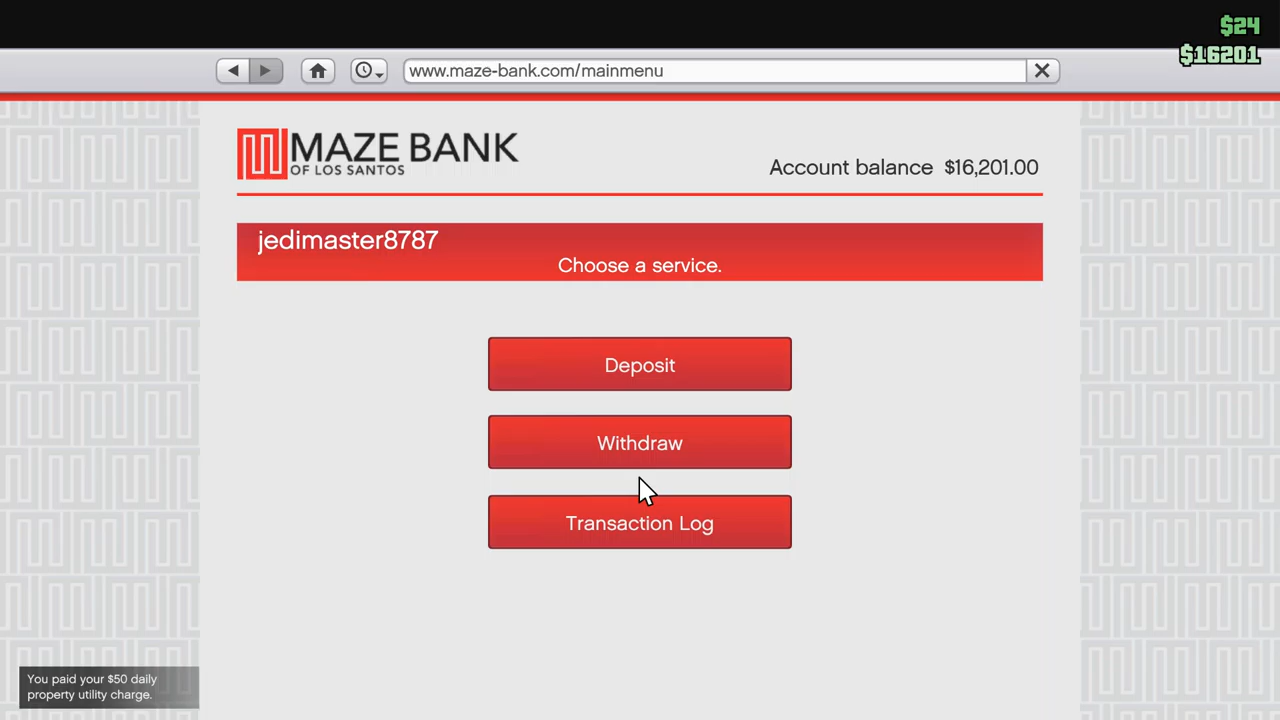 $24
$16201
www.maze-bank.com/mainmenu
MAZE BANK
OF LOS SANTOS
Account balance $16,201.00
jedimaster8787
Choose a service.
Deposit
Withdraw
Transaction Log
You paid your $50 daily
property utility charge.